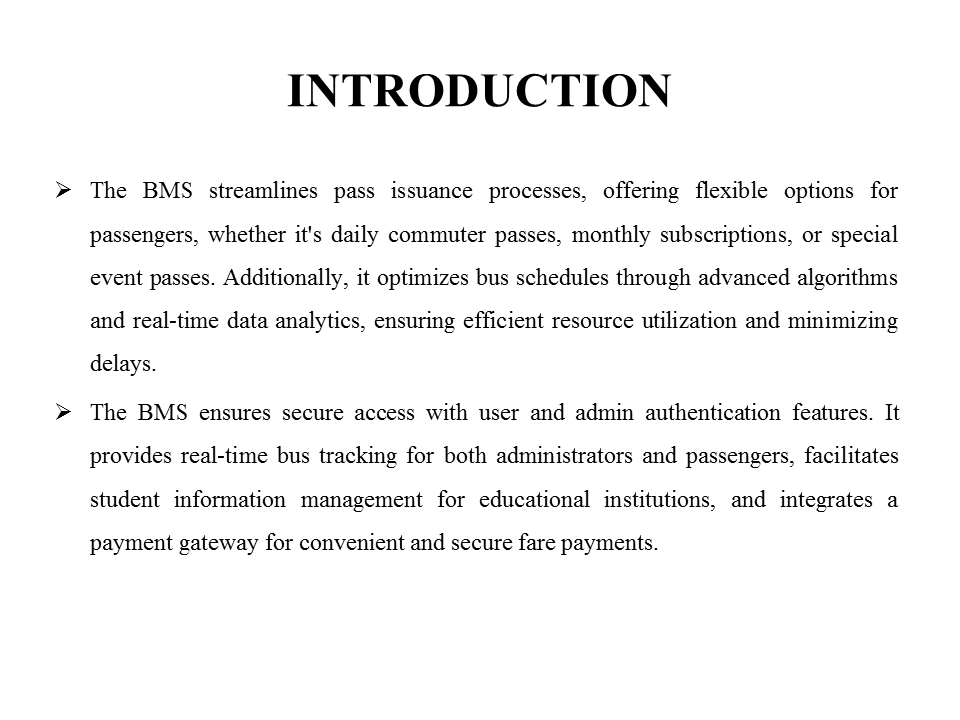 INTRODUCTION
➢ The BMS streamlines pass issuance processes, offering flexible options for
passengers, whether it's daily commuter passes, monthly subscriptions, or special
event passes. Additionally, it optimizes bus schedules through advanced algorithms
and real-time data analytics, ensuring efficient resource utilization and minimizing
delays.
➢ The BMS ensures secure access with user and admin authentication features. It
provides real-time bus tracking for both administrators and passengers, facilitates
student information management for educational institutions, and integrates a
payment gateway for convenient and secure fare payments.